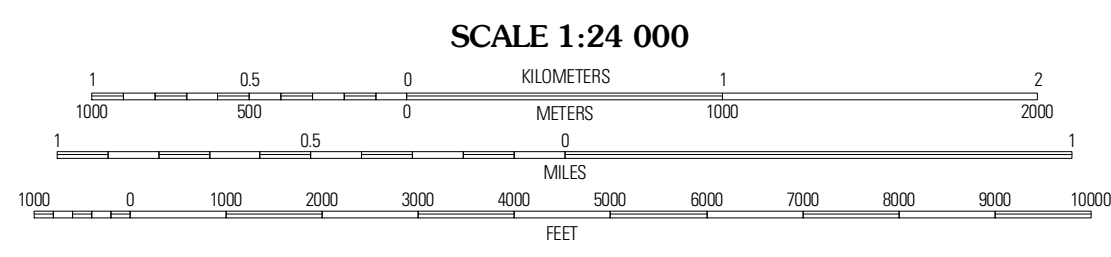 SCALE 1:24 000
1 0.5 0 KILOMETERS 1 2
1000 500 0 METERS 1000 2000
1 0.5 0 1
MILES
1000 0 1000 2000 3000 4000 5000 6000 7000 8000 9000 10000
FEET